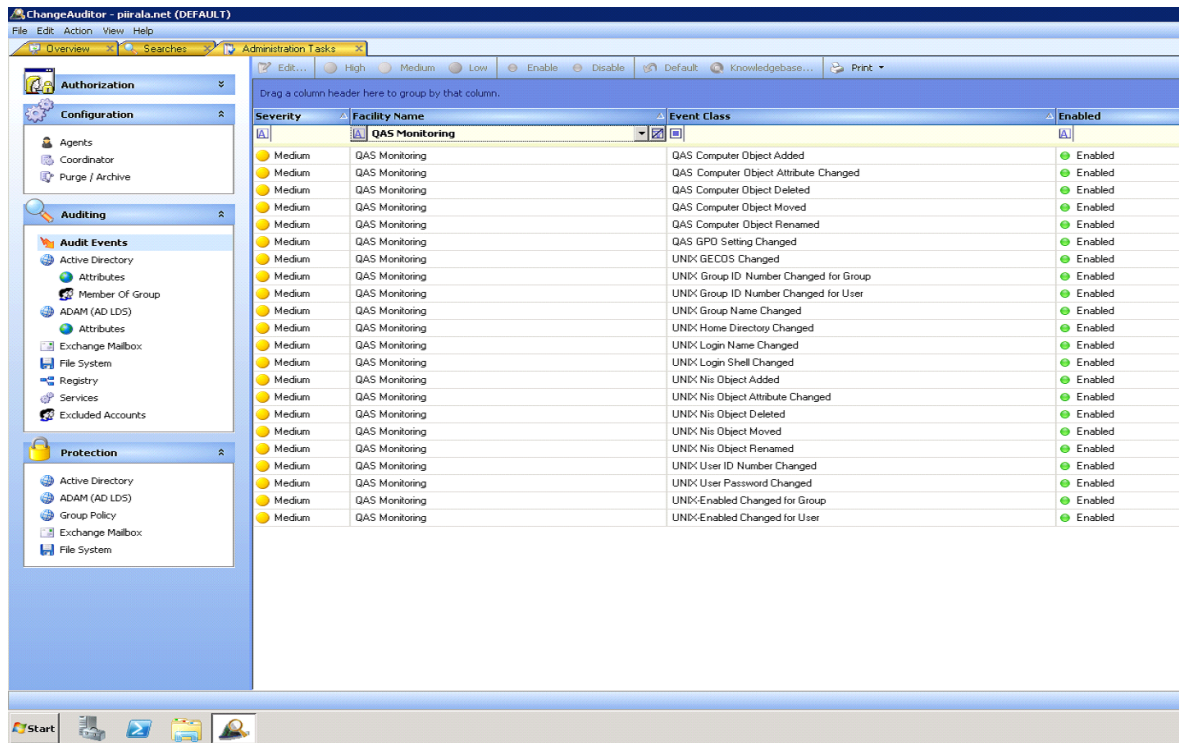 ChangeAuditor - piirala.net (DEFAULT)
File Edit Action View Help
Overview Searches Administration Tasks
Edit... High Medium Low Enable Disable Default Knowledgebase... Print
Drag a column header here to group by that column.
Severity Facility Name Event Class Enabled
QAS Monitoring
Medium QAS Monitoring QAS Computer Object Added Enabled
Medium QAS Monitoring QAS Computer Object Attribute Changed Enabled
Medium QAS Monitoring QAS Computer Object Deleted Enabled
Medium QAS Monitoring QAS Computer Object Moved Enabled
Medium QAS Monitoring QAS Computer Object Renamed Enabled
Medium QAS Monitoring QAS GPO Setting Changed Enabled
Medium QAS Monitoring UNIX GECOS Changed Enabled
Medium QAS Monitoring UNIX Group ID Number Changed for Group Enabled
Medium QAS Monitoring UNIX Group ID Number Changed for User Enabled
Medium QAS Monitoring UNIX Group Name Changed Enabled
Medium QAS Monitoring UNIX Home Directory Changed Enabled
Medium QAS Monitoring UNIX Login Name Changed Enabled
Medium QAS Monitoring UNIX Login Shell Changed Enabled
Medium QAS Monitoring UNIX Nis Object Added Enabled
Medium QAS Monitoring UNIX Nis Object Attribute Changed Enabled
Medium QAS Monitoring UNIX Nis Object Deleted Enabled
Medium QAS Monitoring UNIX Nis Object Moved Enabled
Medium QAS Monitoring UNIX Nis Object Renamed Enabled
Medium QAS Monitoring UNIX User ID Number Changed Enabled
Medium QAS Monitoring UNIX User Password Changed Enabled
Medium QAS Monitoring UNIX-Enabled Changed for Group Enabled
Medium QAS Monitoring UNIX-Enabled Changed for User Enabled
Authorization
Configuration
Agents
Coordinator
Purge / Archive
Auditing
Audit Events
Active Directory
Attributes
Member Of Group
ADAM (AD LDS)
Attributes
Exchange Mailbox
File System
Registry
Services
Excluded Accounts
Protection
Active Directory
ADAM (AD LDS)
Group Policy
Exchange Mailbox
File System
Start